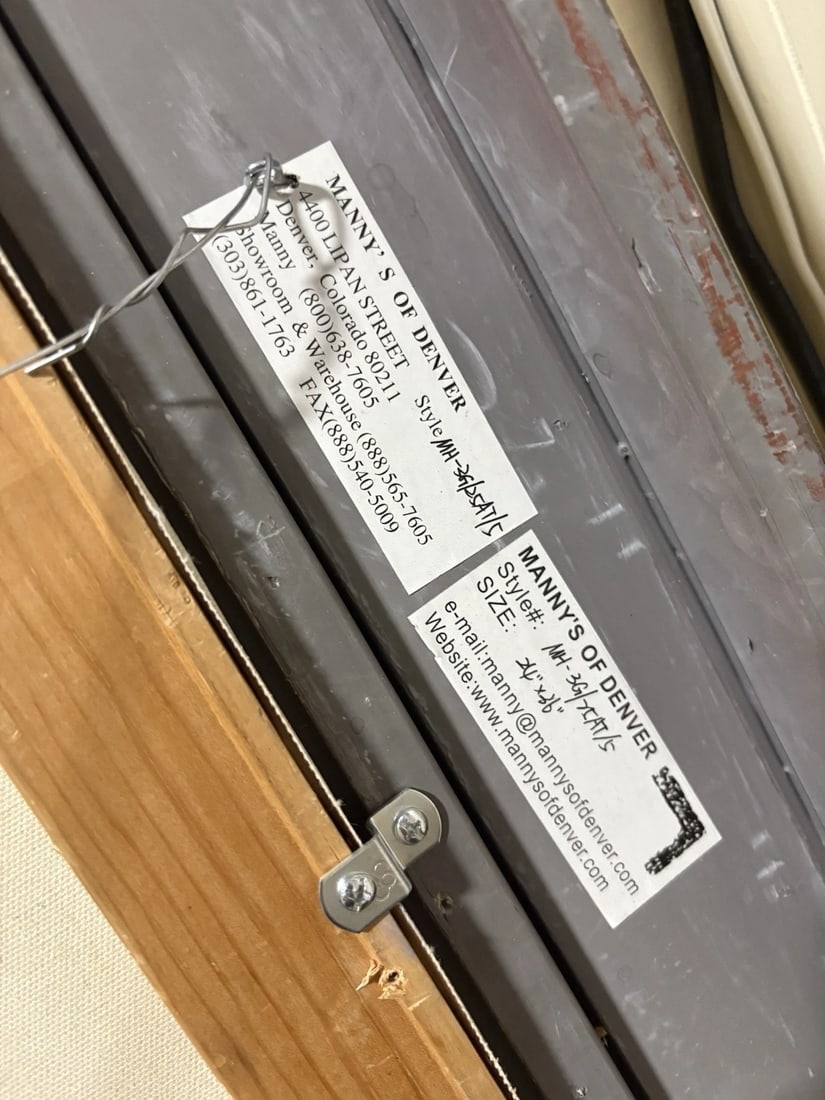 MANNY'S OF DENVER
4400 LIPAN STREET
Denver, Colorado 80211
Manny (800)638-7605
Showroom & Warehouse (888)565-7605
(303)861-1763 FAX(888)540-5009
Style
MANNY'S OF DENVER
Style#:
SIZE: 24" x 36"
e-mail:manny@mannysofdenver.com
Website:www.mannysofdenver.com